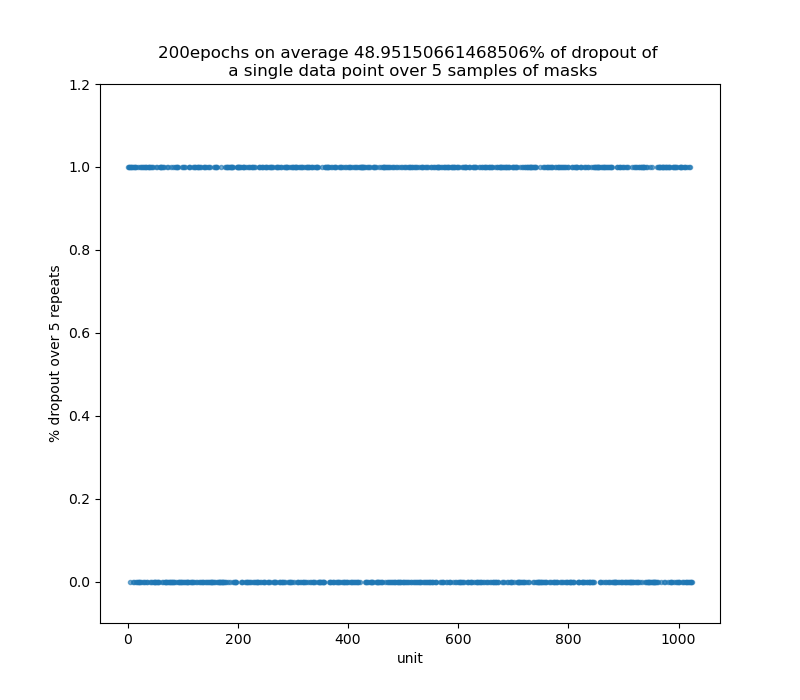 200epochs on average 48.95150661468506% of dropout of
a single data point over 5 samples of masks
1.2
1.0
0.8
0.6
0.4
0.2
0.0
% dropout over 5 repeats
0 200 400 600 800 1000
unit